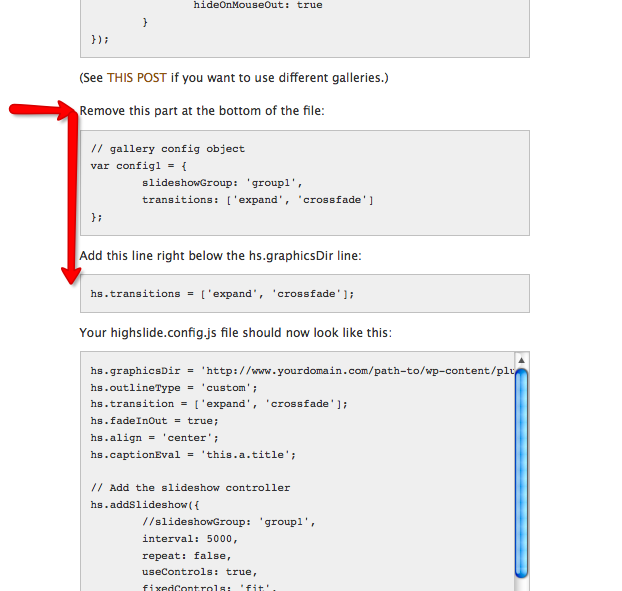 hideOnMouseOut: true
}
});
(See THIS POST if you want to use different galleries.)
Remove this part at the bottom of the file:
// gallery config object
var config1 = {
slideshowGroup: 'group1',
transitions: ['expand', 'crossfade']
};
Add this line right below the hs.graphicsDir line:
hs.transitions = ['expand', 'crossfade'];
Your highslide.config.js file should now look like this:
hs.graphicsDir = 'http://www.yourdomain.com/path-to/wp-content/plu
hs.outlineType = 'custom';
hs.transition = ['expand', 'crossfade'];
hs.fadeInOut = true;
hs.align = 'center';
hs.captionEval = 'this.a.title';
// Add the slideshow controller
hs.addSlideshow({
//slideshowGroup: 'group1',
interval: 5000,
repeat: false,
useControls: true,
fixedControls: 'fit',